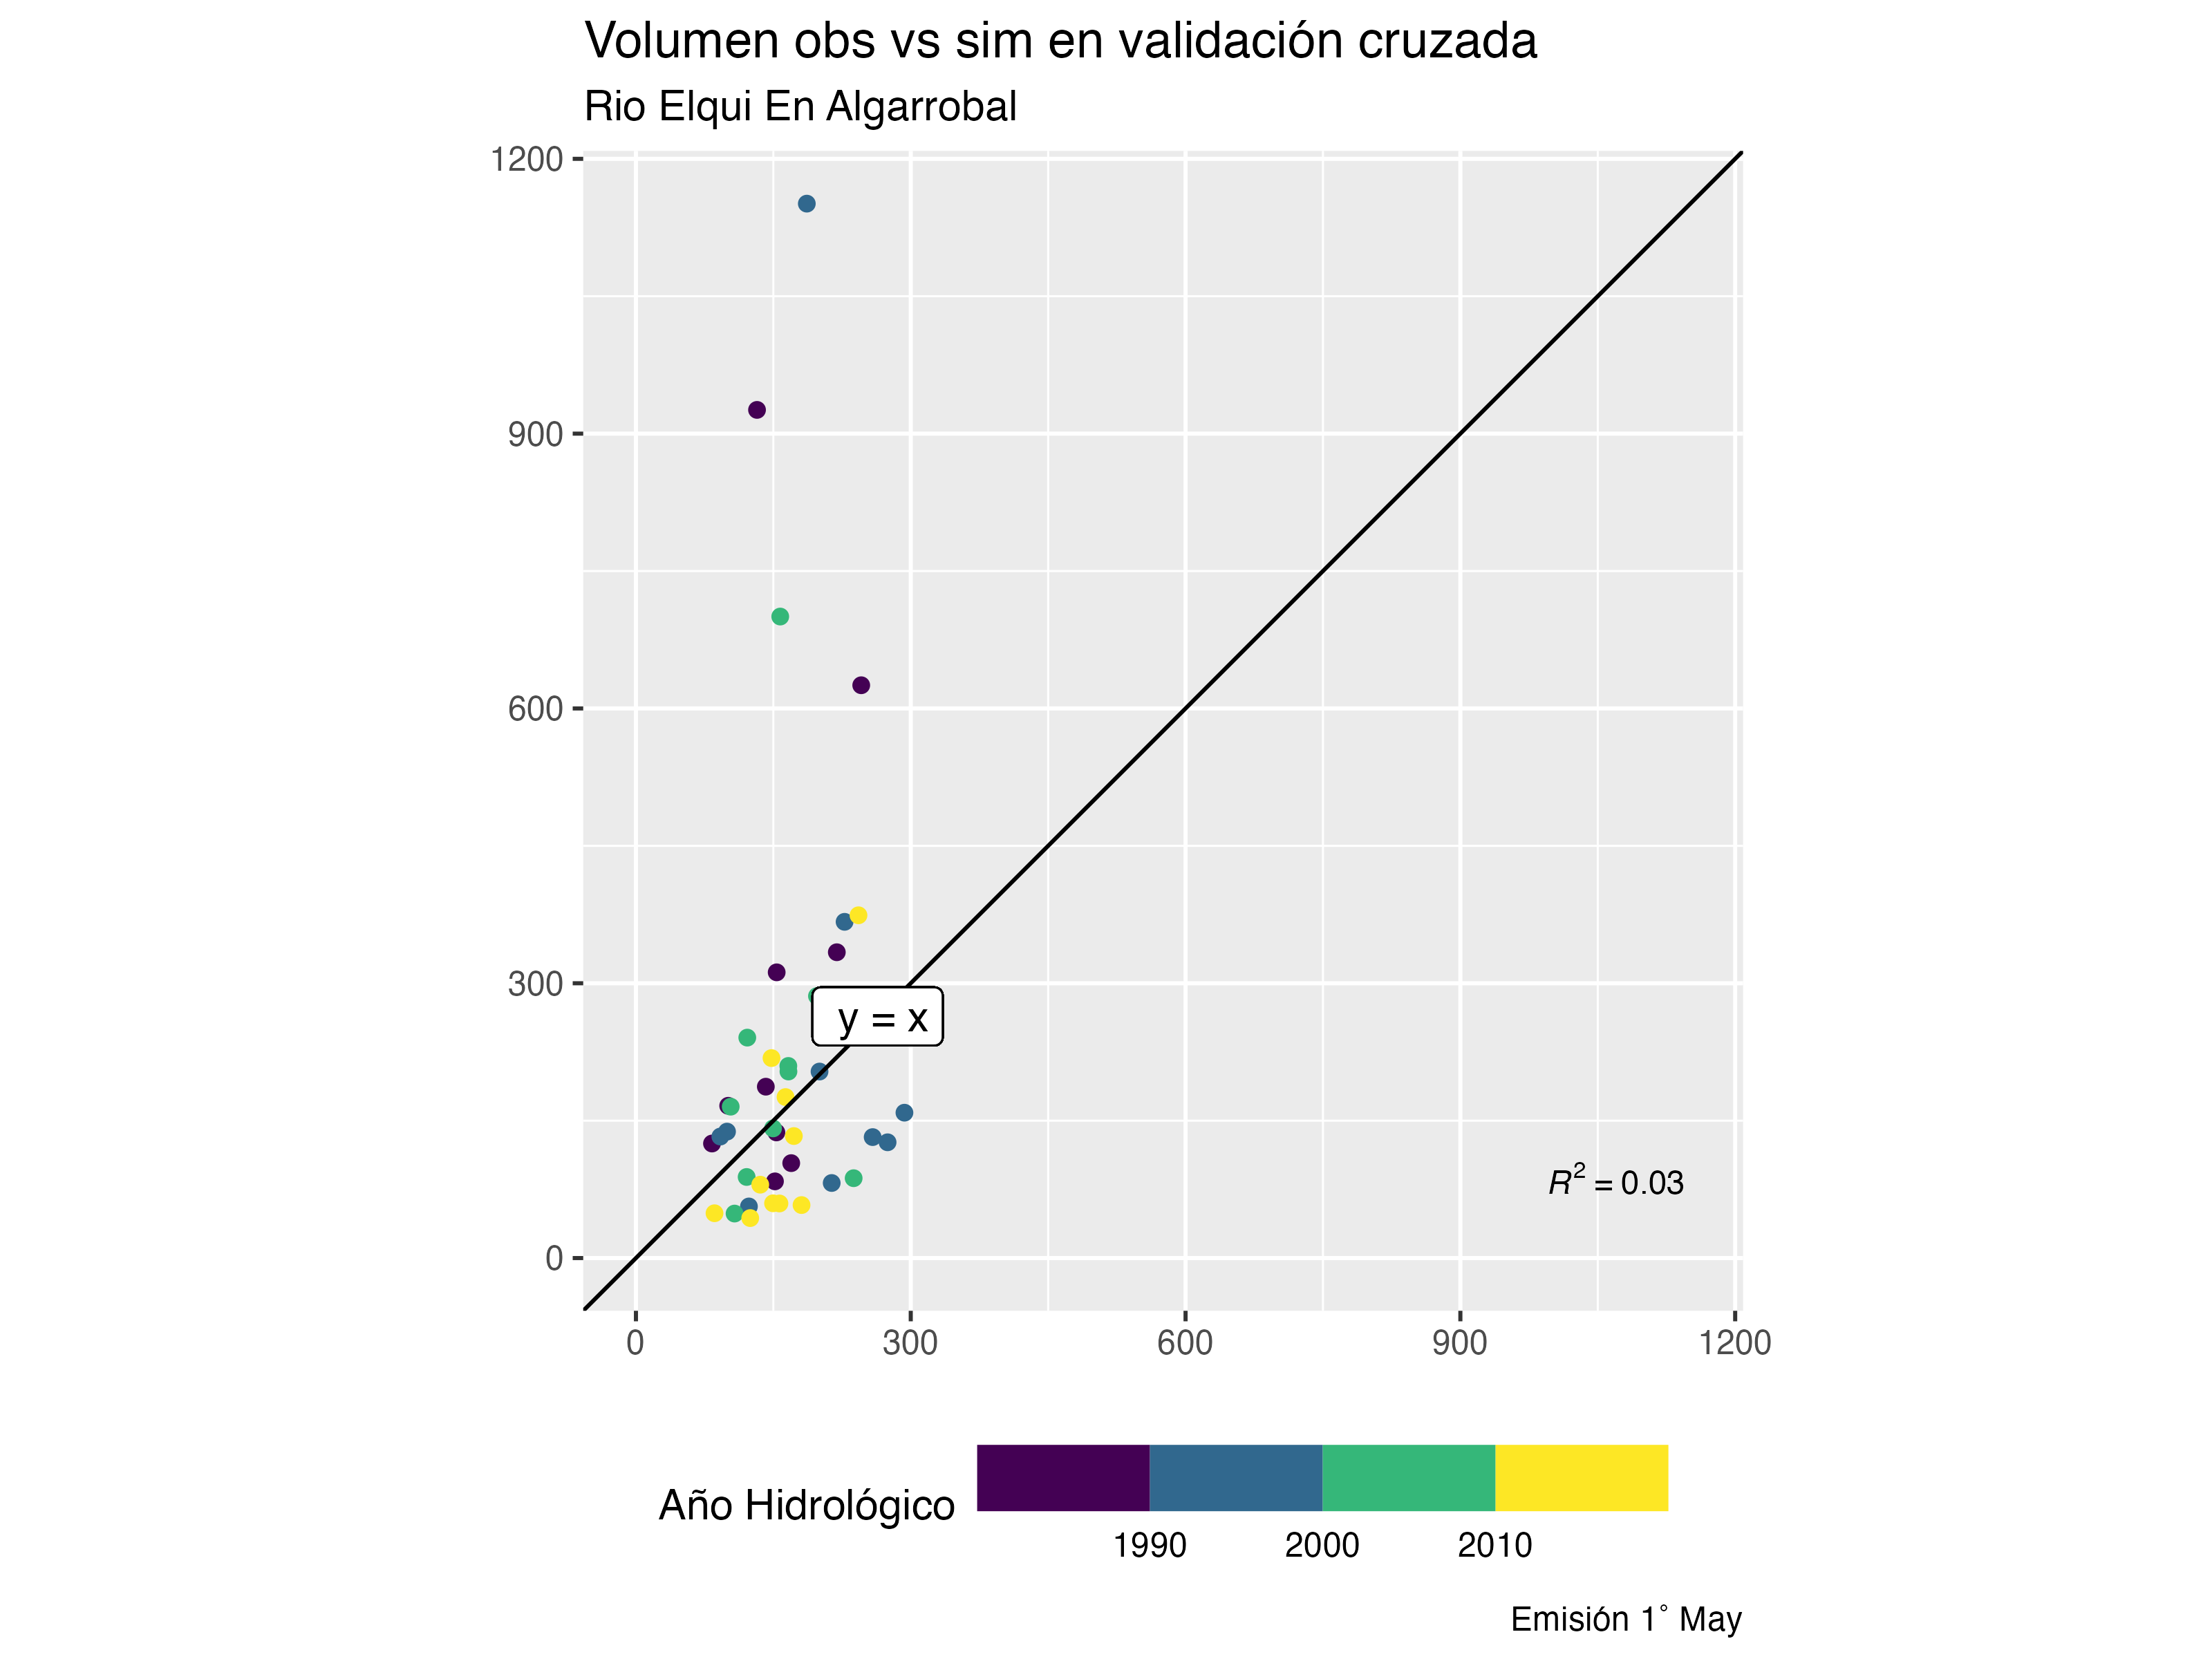 Volumen obs vs sim en validación cruzada
Rio Elqui En Algarrobal
1200
900
600
300
0
y = x
R² = 0.03
0 300 600 900 1200
Año Hidrológico
1990 2000 2010
Emisión 1° May